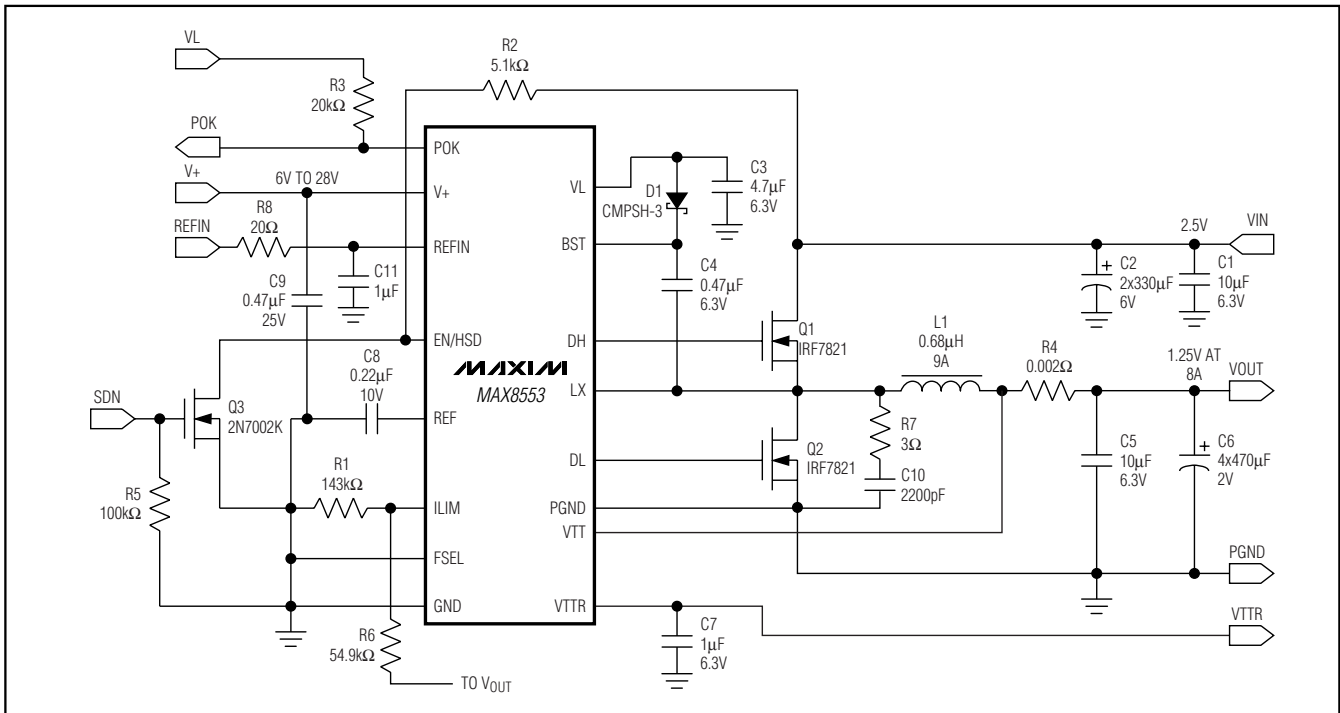 VL
R3
20kΩ
POK
V+
6V TO 28V
REFIN
R8
20Ω
C11
1µF
C9
0.47µF
25V
R2
5.1kΩ
SDN
Q3
2N7002K
R5
100kΩ
C8
0.22µF
10V
R1
143kΩ
R6
54.9kΩ
TO VOUT
POK
V+
REFIN
EN/HSD
REF
ILIM
FSEL
GND
MAXIM
MAX8553
VL
BST
DH
LX
DL
PGND
VTT
VTTR
D1
CMPSH-3
C3
4.7µF
6.3V
C4
0.47µF
6.3V
Q1
IRF7821
Q2
IRF7821
L1
0.68µH
9A
R7
3Ω
C10
2200pF
R4
0.002Ω
2.5V
VIN
C2
2x330µF
6V
C1
10µF
6.3V
1.25V AT
8A
VOUT
C5
10µF
6.3V
C6
4x470µF
2V
PGND
VTTR
C7
1µF
6.3V